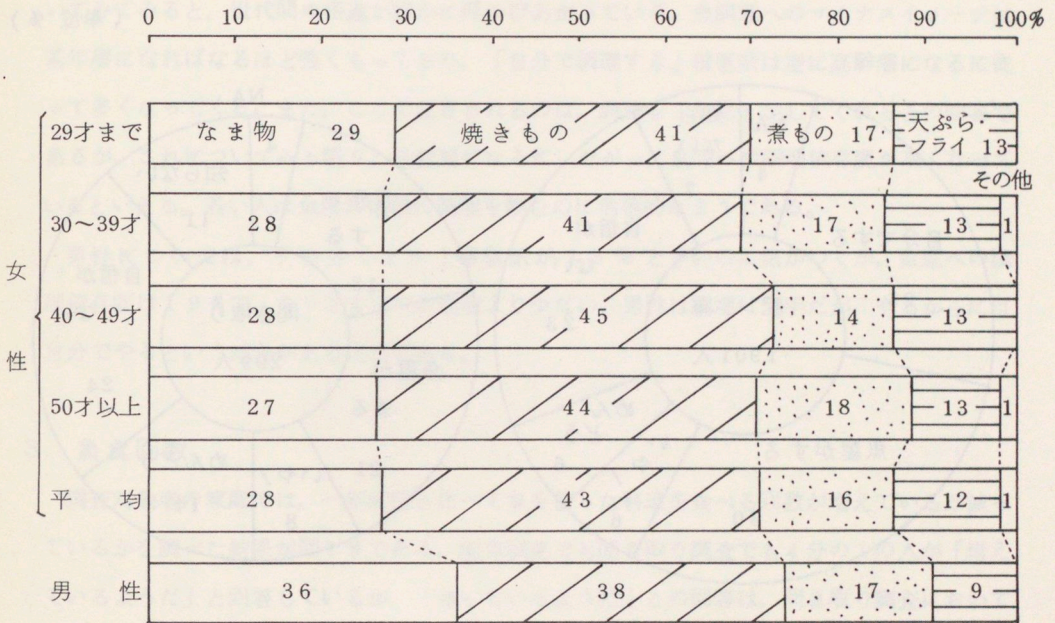 0 10 20 30 40 50 60 70 80 90 100%
29才まで なま物 29 焼きもの 41 煮もの 17 天ぷら・フライ 13
その他
30〜39才 28 41 17 13 1
女性
40〜49才 28 45 14 13
50才以上 27 44 18 13 1
平均 28 43 16 12 1
男性 36 38 17 9